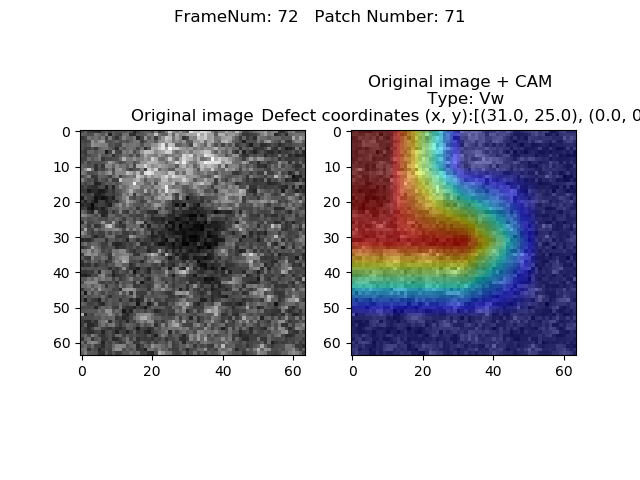 FrameNum: 72   Patch Number: 71
Original image + CAM
Type: Vw
Original image
Defect coordinates (x, y):[(31.0, 25.0), (0.0, 0
0
10
20
30
40
50
60
0 20 40 60
0
10
20
30
40
50
60
0 20 40 60